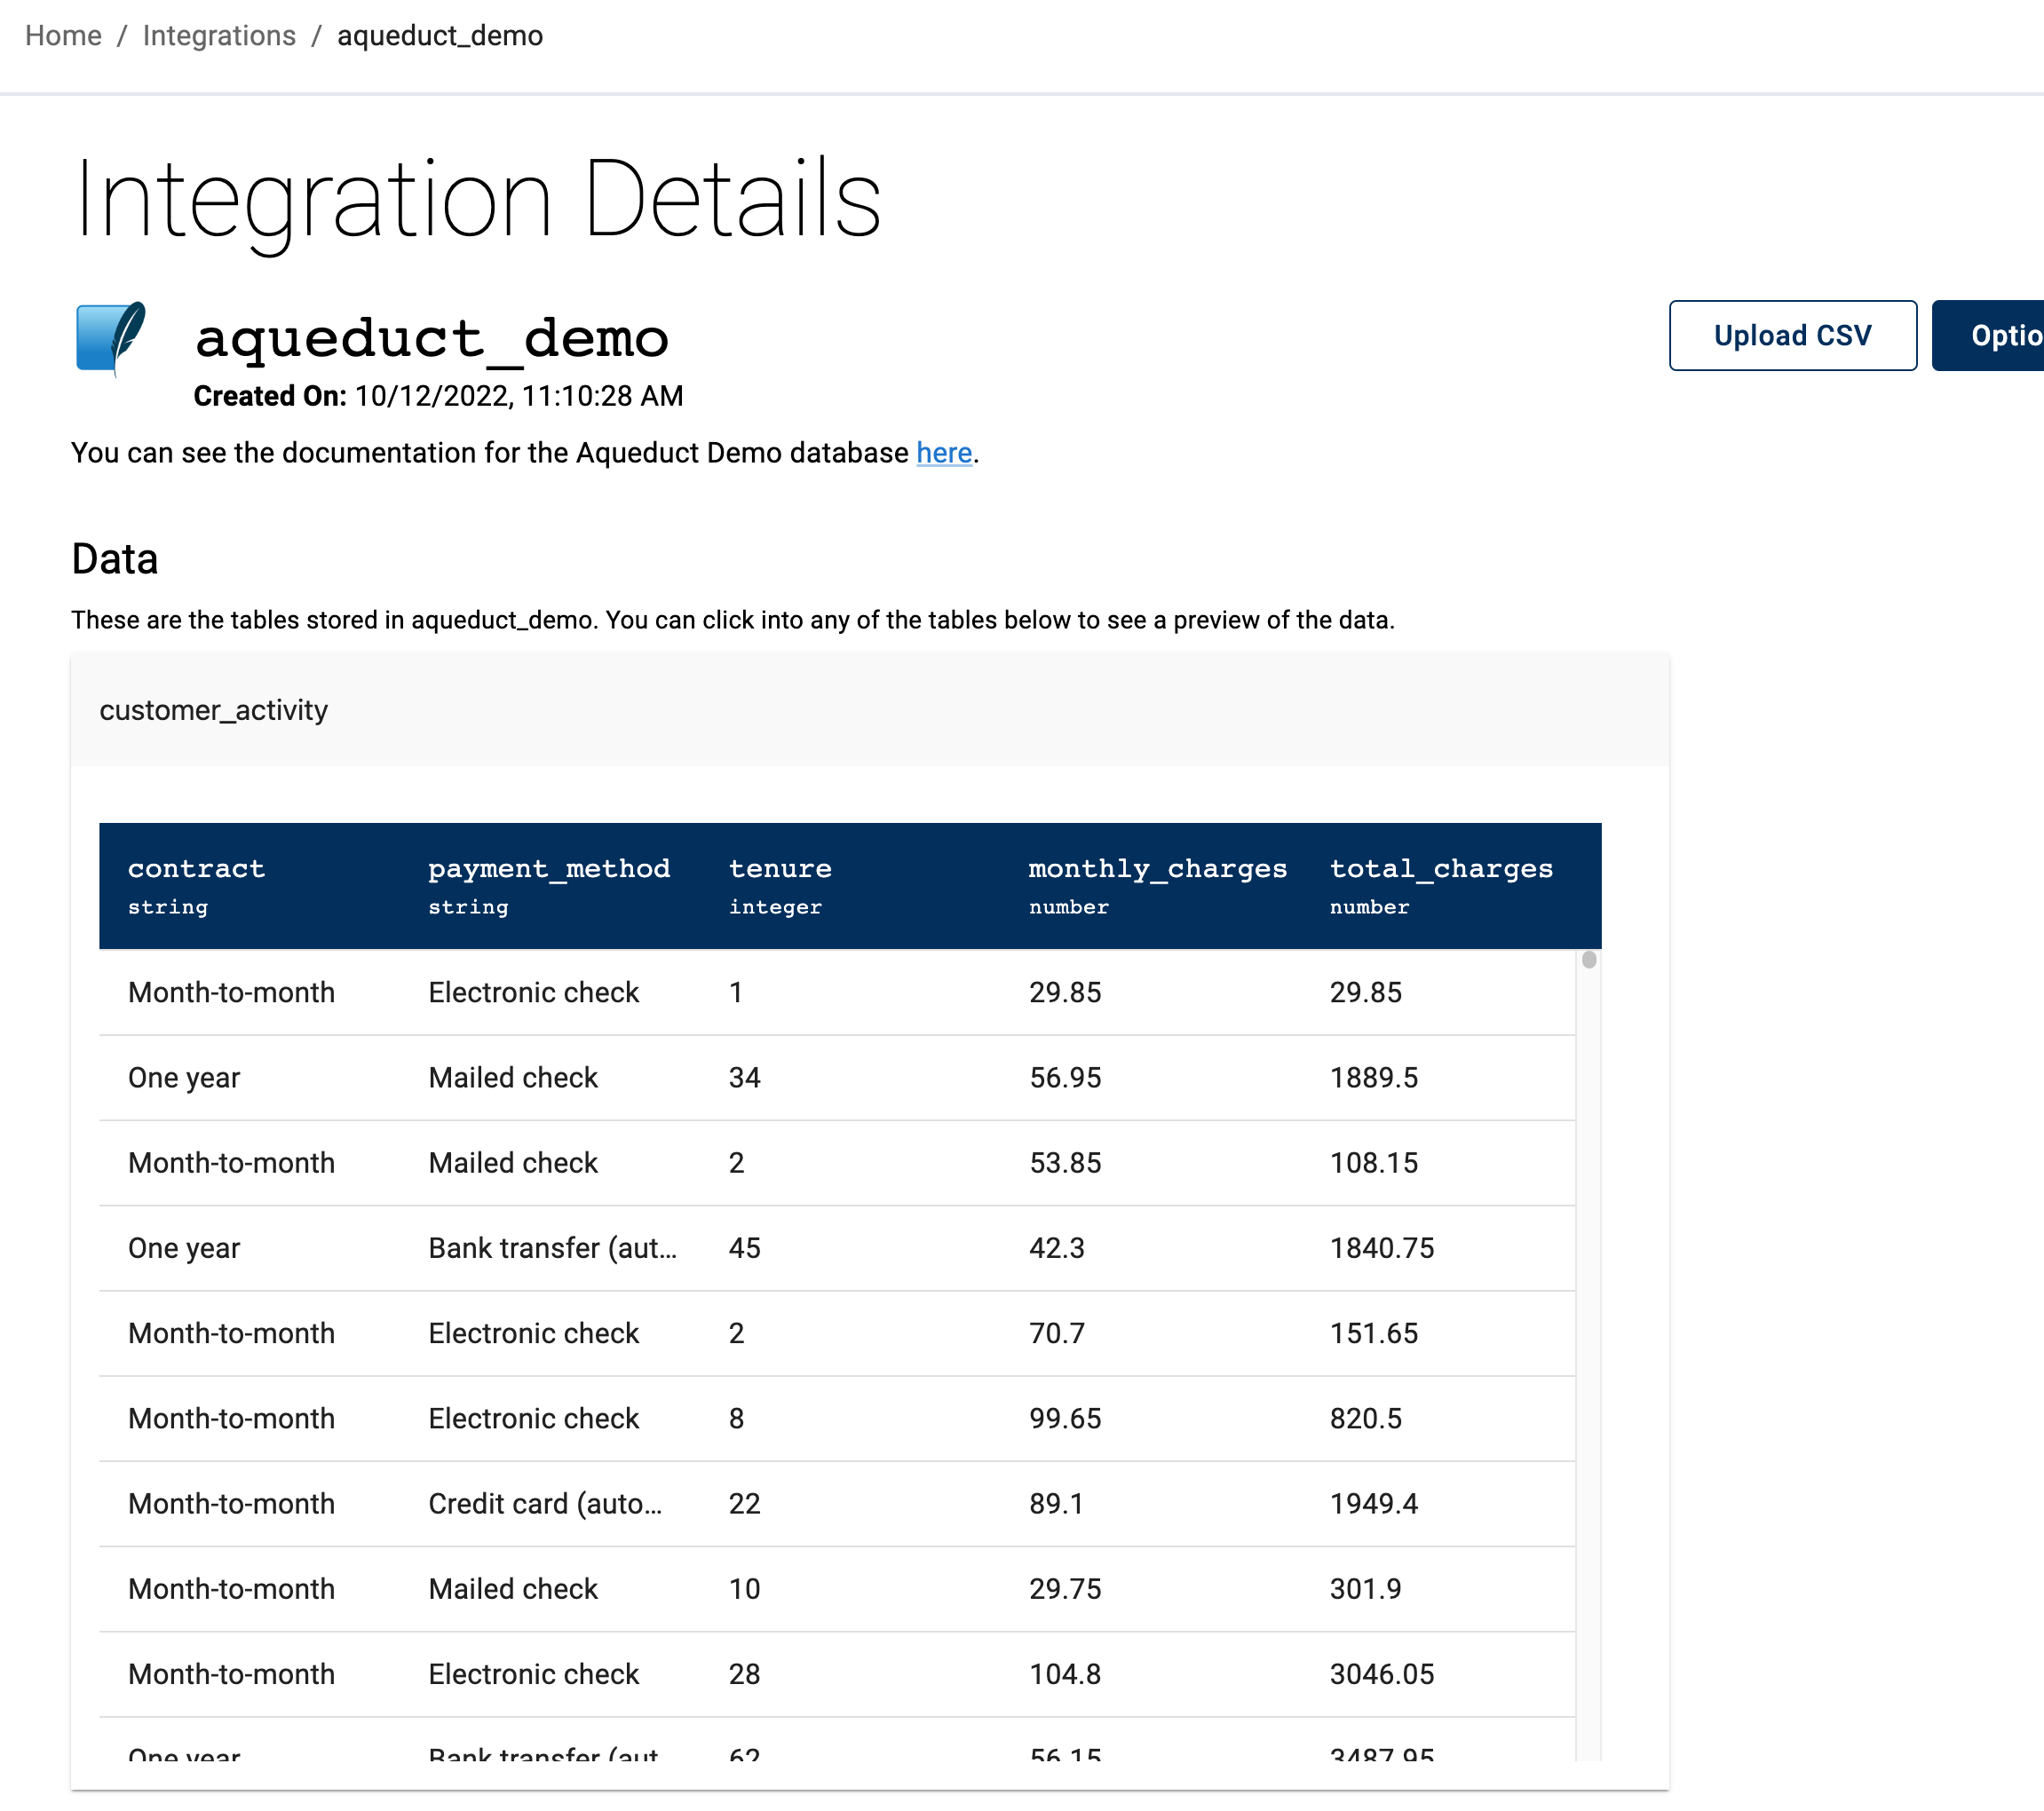 Home / Integrations / aqueduct_demo
Integration Details
aqueduct_demo
Upload CSV
Optio
Created On: 10/12/2022, 11:10:28 AM
You can see the documentation for the Aqueduct Demo database here.
Data
These are the tables stored in aqueduct_demo. You can click into any of the tables below to see a preview of the data.
customer_activity
contract payment_method tenure monthly_charges total_charges
string string integer number number
Month-to-month Electronic check 1 29.85 29.85
One year Mailed check 34 56.95 1889.5
Month-to-month Mailed check 2 53.85 108.15
One year Bank transfer (aut... 45 42.3 1840.75
Month-to-month Electronic check 2 70.7 151.65
Month-to-month Electronic check 8 99.65 820.5
Month-to-month Credit card (auto... 22 89.1 1949.4
Month-to-month Mailed check 10 29.75 301.9
Month-to-month Electronic check 28 104.8 3046.05
One year Bank transfer (aut 62 56.15 3487.95